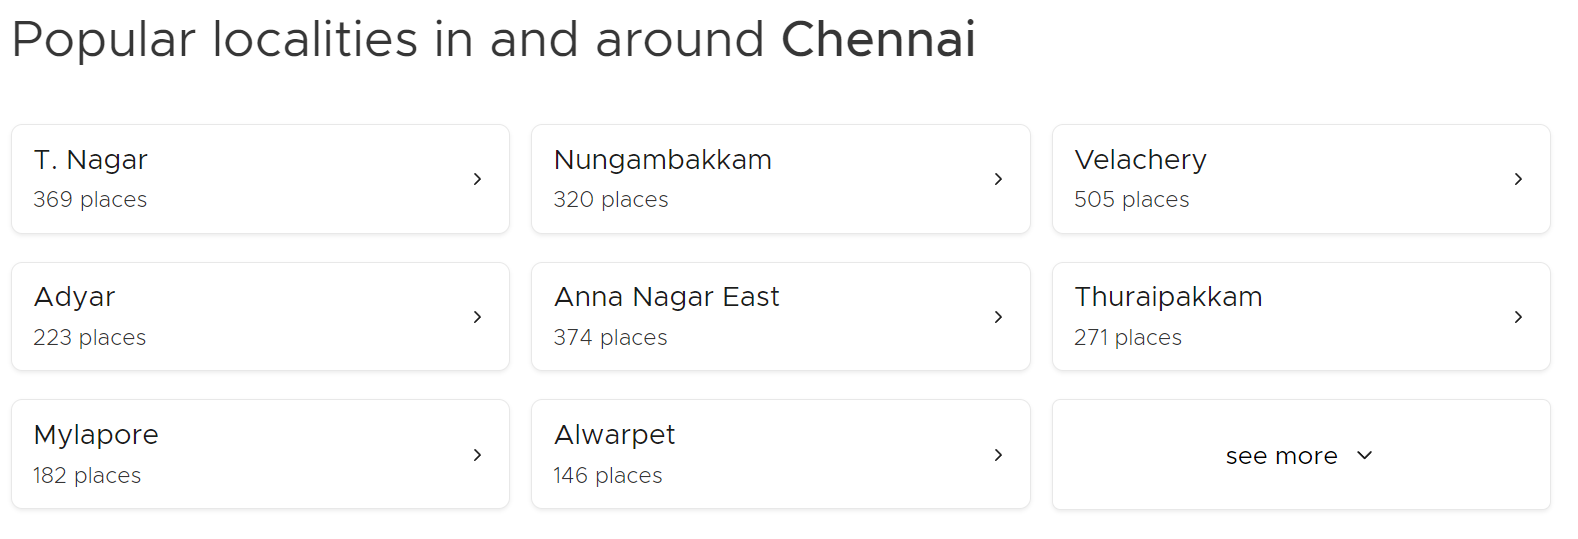 Popular localities in and around Chennai
T. Nagar
369 places
Nungambakkam
320 places
Velachery
505 places
Adyar
223 places
Anna Nagar East
374 places
Thuraipakkam
271 places
Mylapore
182 places
Alwarpet
146 places
see more